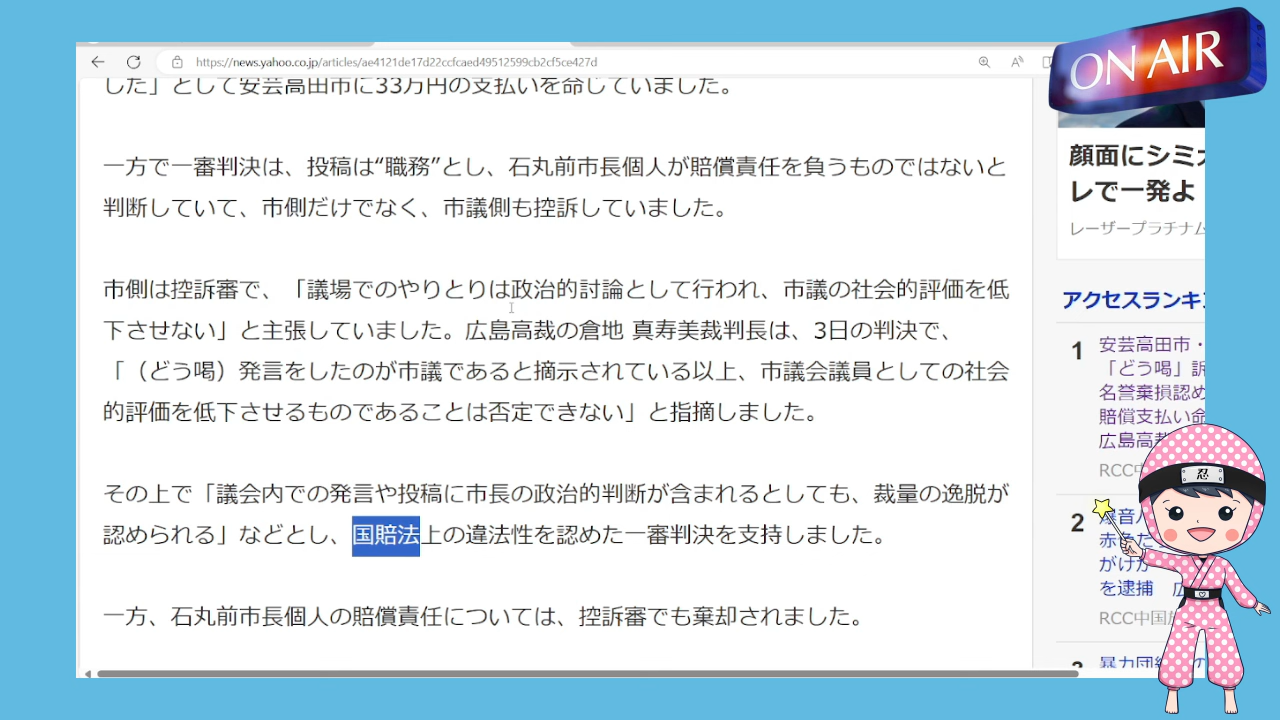 https://news.yahoo.co.jp/articles/ae4121de17d22ccfcaed49512599cb2cf5ce427d
ON AIR
した」として安芸高田市に33万円の支払いを命じていました。
一方で一審判決は、投稿は“職務”とし、石丸前市長個人が賠償責任を負うものではないと
判断していて、市側だけでなく、市議側も控訴していました。
市側は控訴審で、「議場でのやりとりは政治的討論として行われ、市議の社会的評価を低
下させない」と主張していました。広島高裁の倉地 真寿美裁判長は、3日の判決で、
「（どう喝）発言をしたのが市議であると摘示されている以上、市議会議員としての社会
的評価を低下させるものであることは否定できない」と指摘しました。
その上で「議会内での発言や投稿に市長の政治的判断が含まれるとしても、裁量の逸脱が
認められる」などとし、国賠法上の違法性を認めた一審判決を支持しました。
一方、石丸前市長個人の賠償責任については、控訴審でも棄却されました。
顔面にシミ
レで一発よ
レーザープラチナム
アクセスランキ
1
安芸高田市・
「どう喝」訴
名誉棄損認め
賠償支払い命
広島高裁
RCC中
2
爆音
赤色
がけ
を逮捕 広
RCC中国放
暴力団 の
忍